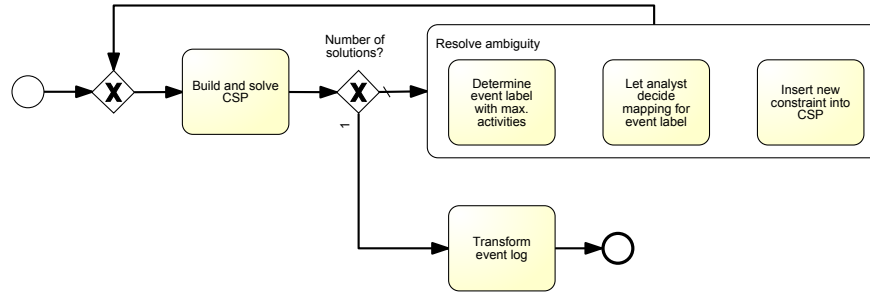 Number of
solutions?
Resolve ambiguity
Build and solve
CSP
Determine
event label
with max.
activities
Let analyst
decide
mapping for
event label
Insert new
constraint into
CSP
1
Transform
event log